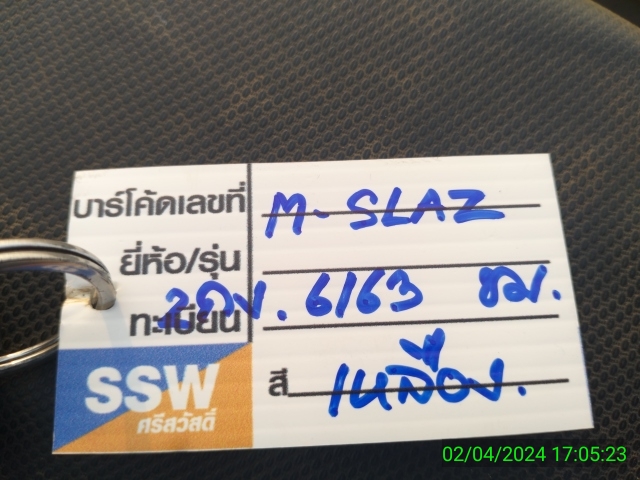 บาร์โค้ดเลขที่ M-SLAZ
ยี่ห้อ/รุ่น
ทะเบียน 2กง. 6163 ชม.
SSW
ศรีสวัสดิ์
สี เหลือง.
02/04/2024 17:05:23